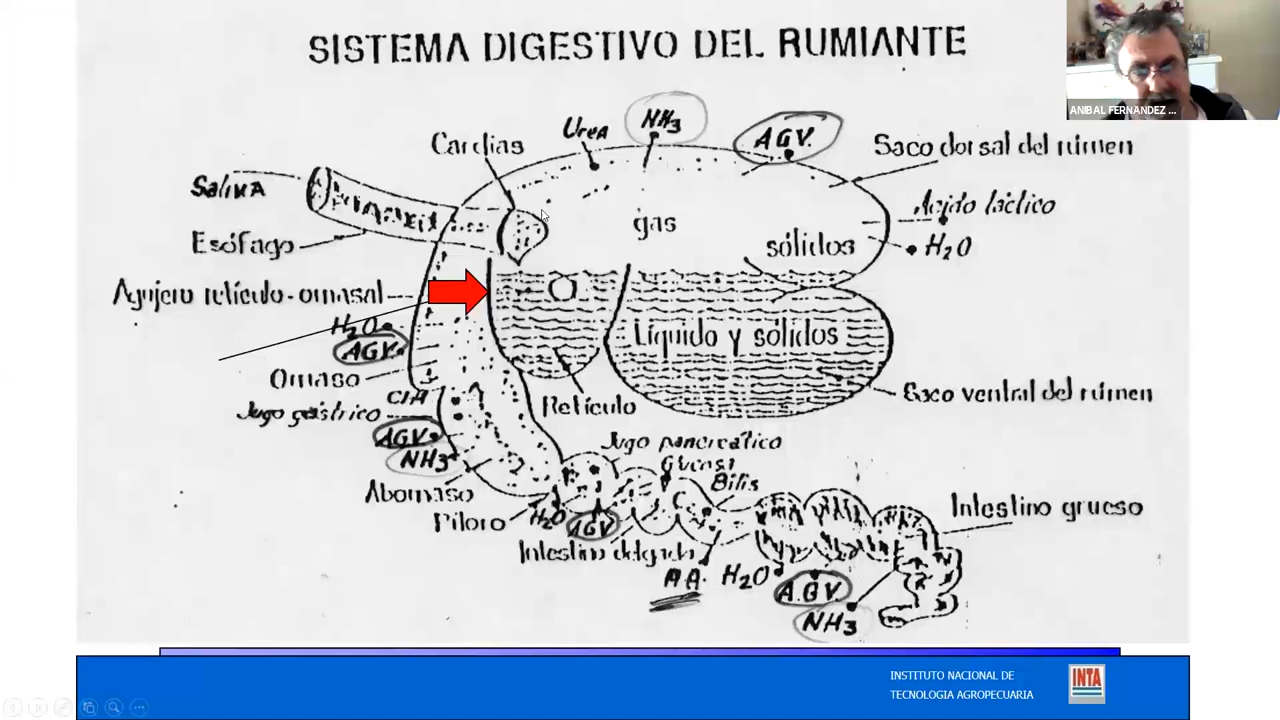 SISTEMA DIGESTIVO DEL RUMIANTE
ANIBAL FERNANDEZ ...
Cardias
Urea
NH3
AGV.
Saco dorsal del rumen
Saliva
Esófago
gas
sólidos
Acido láctico
H2O
Agujero retículo-omasal
H2O
AGV
Líquido y sólidos
Omaso
ClH
Jugo gástrico
Retículo
Saco ventral del rumen
AGV
NH3
Jugo pancreático
Bilis
Abomaso
Píloro
H2O
AGV
Intestino grueso
Intestino delgado
AA.
H2O
A.GV.
NH3
INSTITUTO NACIONAL DE
TECNOLOGIA AGROPECUARIA
INTA